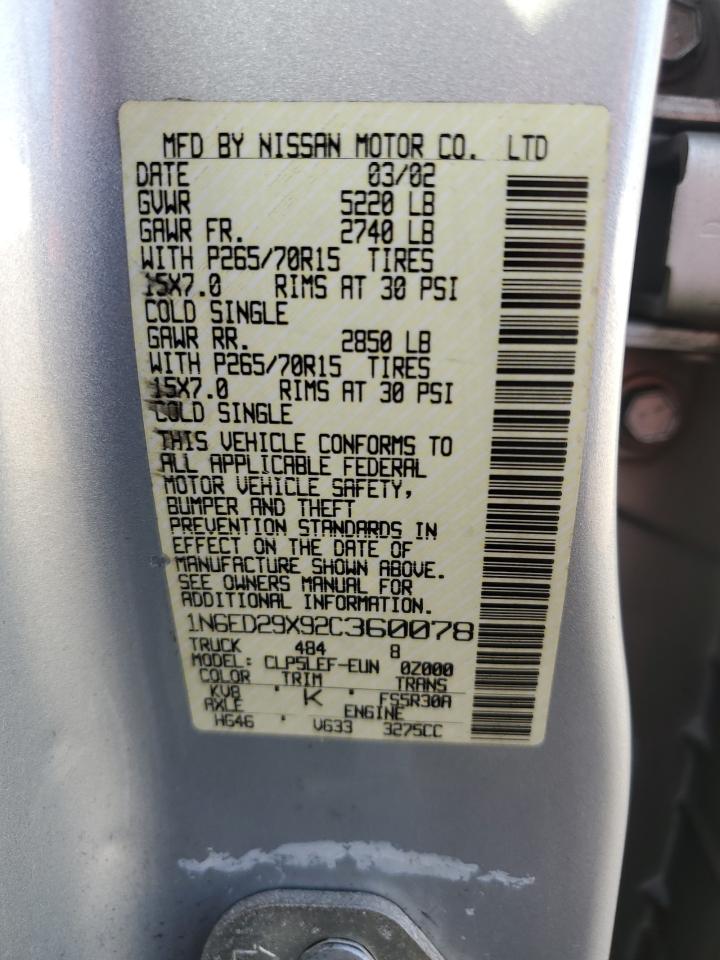 MFD BY NISSAN MOTOR CO. LTD
DATE 03/02
GVWR 5220 LB
GAWR FR. 2740 LB
WITH P265/70R15 TIRES
15X7.0 RIMS AT 30 PSI
COLD SINGLE
GAWR RR. 2850 LB
WITH P265/70R15 TIRES
15X7.0 RIMS AT 30 PSI
COLD SINGLE
THIS VEHICLE CONFORMS TO
ALL APPLICABLE FEDERAL
MOTOR VEHICLE SAFETY,
BUMPER AND THEFT
PREVENTION STANDARDS IN
EFFECT ON THE DATE OF
MANUFACTURE SHOWN ABOVE.
SEE OWNERS MANUAL FOR
ADDITIONAL INFORMATION.
1N6ED29X92C360078
TRUCK 484 8
MODEL: CLP5LEF-EUN 0Z000
COLOR TRIM TRANS
KV8 K FS5R30A
AXLE ENGINE
HG46 VG33 3275CC